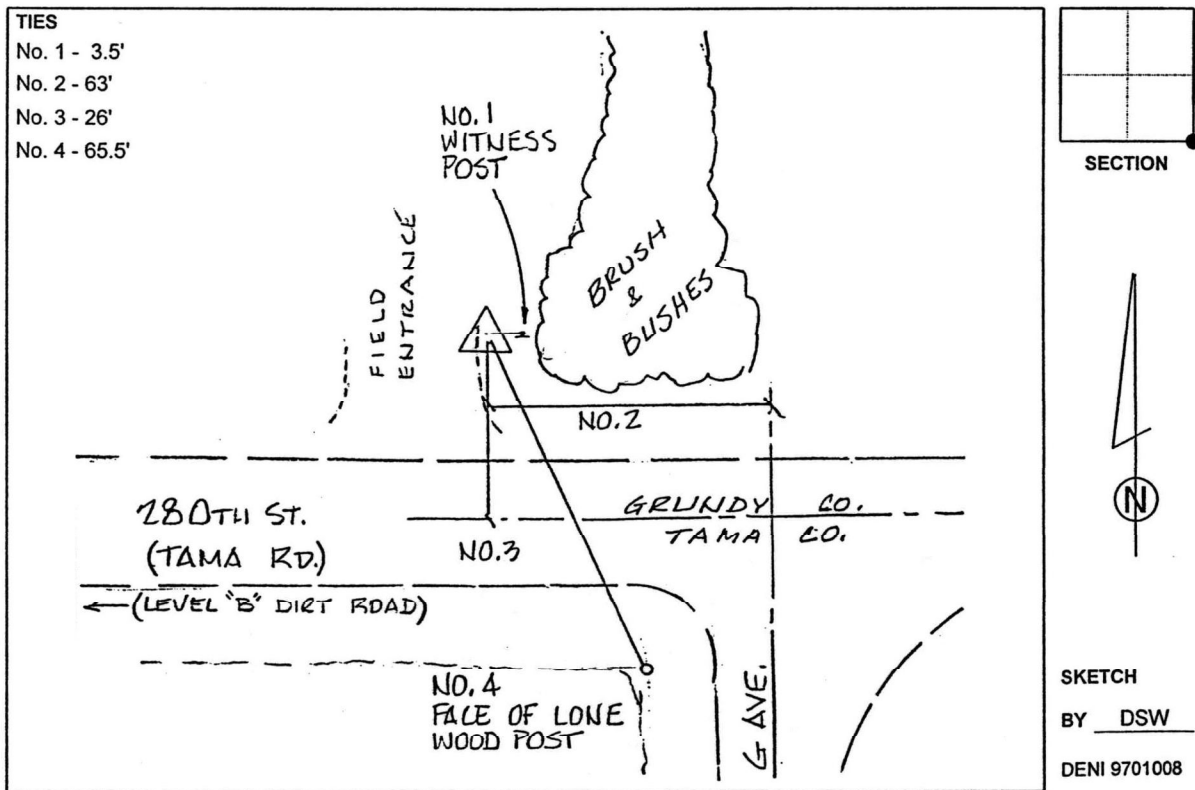 TIES
No. 1 - 3.5'
No. 2 - 63'
No. 3 - 26'
No. 4 - 65.5'
NO. 1
WITNESS
POST
FIELD
ENTRANCE
BRUSH
&
BUSHES
NO. 2
280TH ST.
(TAMA RD.)
(LEVEL "B" DIRT ROAD)
NO. 3
GRUNDY CO.
TAMA CO.
NO. 4
FACE OF LONE
WOOD POST
G AVE.
SECTION
N
SKETCH
BY DSW
DENI 9701008